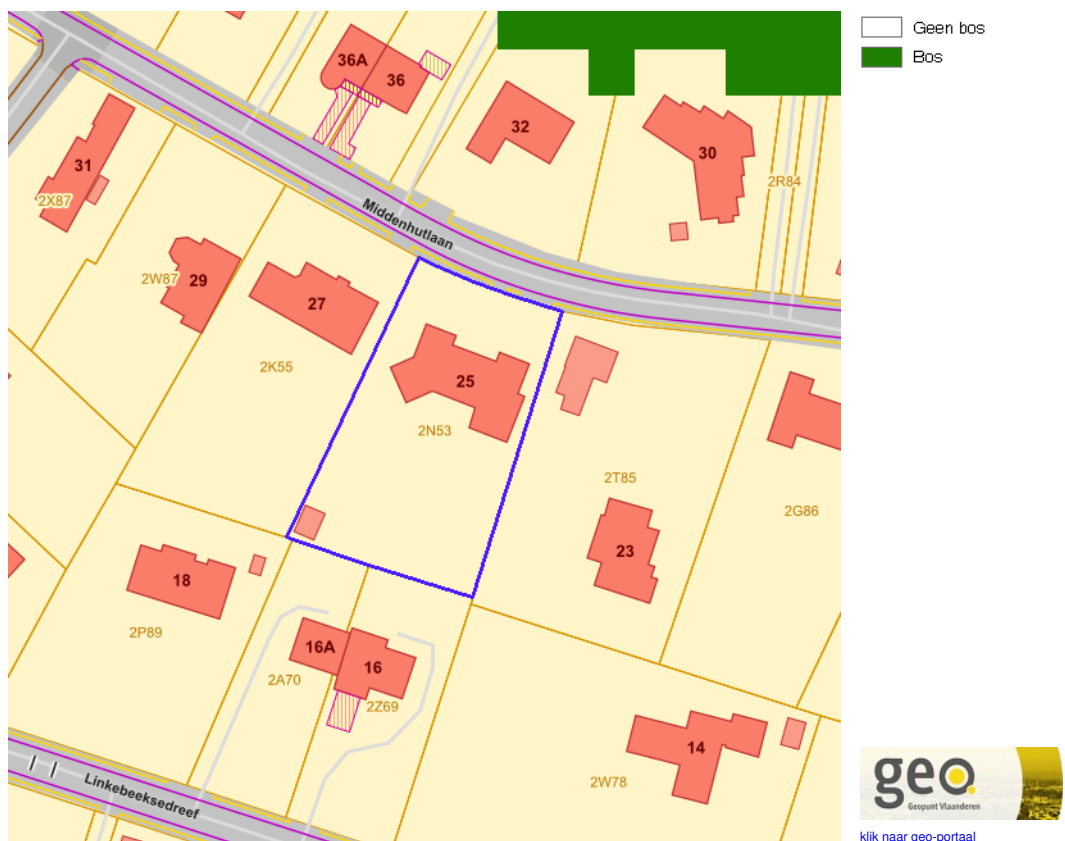 Geen bos
Bos
36A
36
32
30
31
2X87
2R84
Middenhutlaan
2W87
29
27
2K55
25
2N53
2T85
2G86
23
18
2P89
16A
16
2A70
2Z69
14
2W78
Linkebeeksedreef
geo
Geopunt Vlaanderen
klik naar geo-portaal